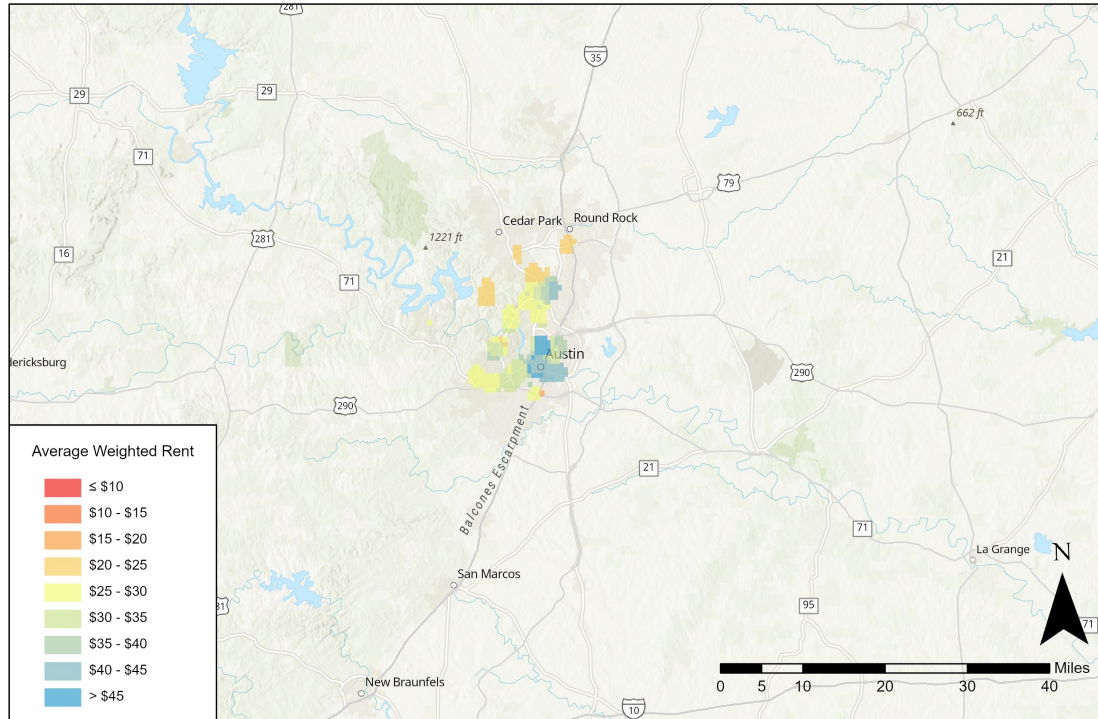 281
35
29
29
662 ft
71
79
Cedar Park
Round Rock
281
1221 ft
16
21
71
Austin
dericksburg
290
290
Balcones Escarpment
Average Weighted Rent
21
≤ $10
$10 - $15
$15 - $20
71
$20 - $25
La Grange
N
San Marcos
$25 - $30
95
81
$30 - $35
71
$35 - $40
$40 - $45
Miles
New Braunfels
0 5 10 20 30 40
> $45
10